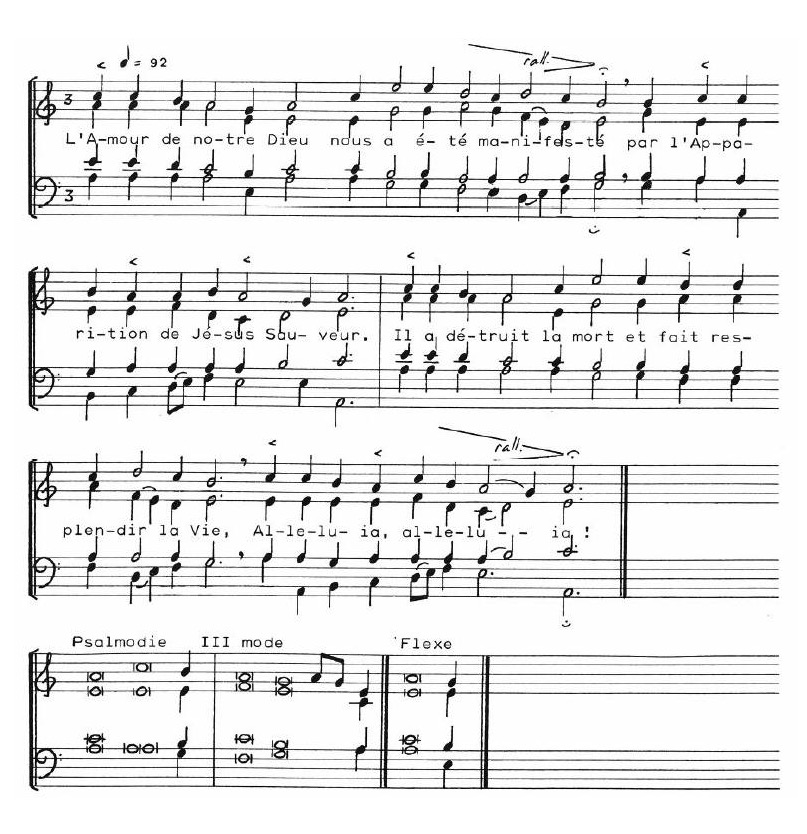 = 92
rall.
3
L'A-mour de no-tre Dieu nous a é- té ma-ni-fes-té par l'Ap-pa-
3
ri-tion de Jé-sus Sau- veur. Il a dé-truit la mort et fait res-
rall.
plen-dir la Vie, Al-le-lu- ia, al-le-lu - - ia !
Psalmodie III mode 'Flexe